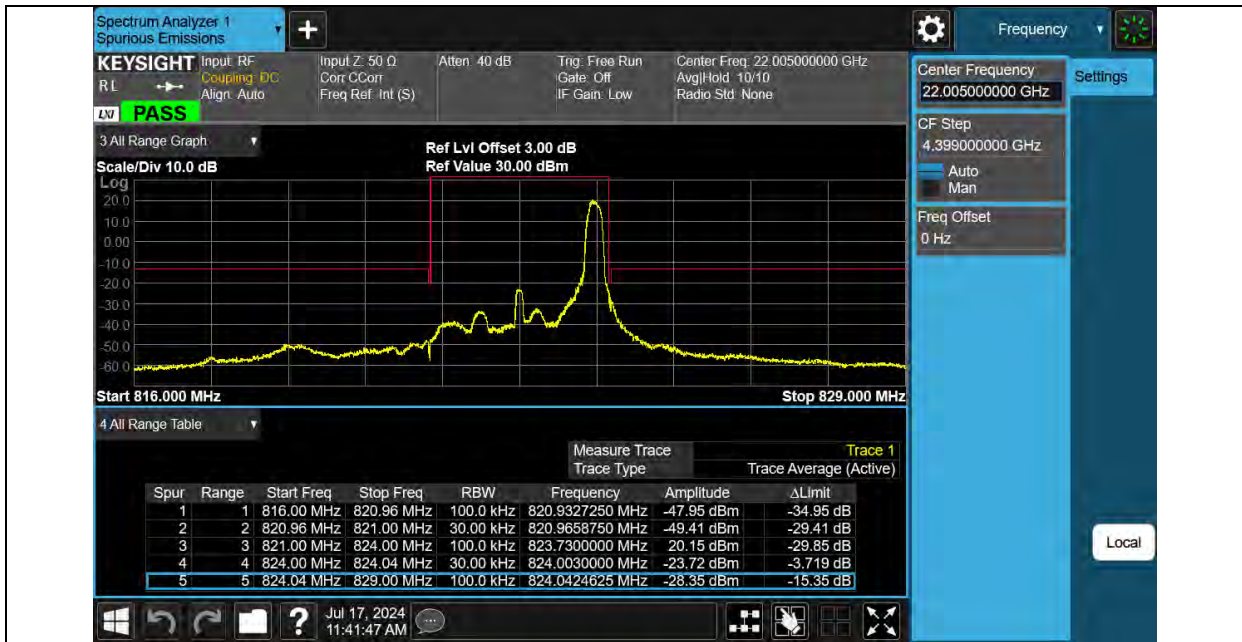 Spectrum Analyzer 1
Spurious Emissions
Frequency
KEYSIGHT
RL
LXI
PASS
Input: RF
Coupling: DC
Align: Auto
Input Z: 50 Ω
Corr CCorr
Freq Ref: Int (S)
Atten: 40 dB
Trig: Free Run
Gate: Off
IF Gain: Low
Center Freq: 22.005000000 GHz
Avg|Hold: 10/10
Radio Std: None
Center Frequency
22.005000000 GHz
Settings
CF Step
4.399000000 GHz
Auto
Man
Freq Offset
0 Hz
Local
3 All Range Graph
Scale/Div 10.0 dB
Ref Lvl Offset 3.00 dB
Ref Value 30.00 dBm
Log
20.0
10.0
0.00
-10.0
-20.0
-30.0
-40.0
-50.0
-60.0
Start 816.000 MHz
Stop 829.000 MHz
4 All Range Table
Measure Trace Trace 1
Trace Type Trace Average (Active)
Spur Range Start Freq Stop Freq RBW Frequency Amplitude ΔLimit
1 1 816.00 MHz 820.96 MHz 100.0 kHz 820.9327250 MHz -47.95 dBm -34.95 dB
2 2 820.96 MHz 821.00 MHz 30.00 kHz 820.9658750 MHz -49.41 dBm -29.41 dB
3 3 821.00 MHz 824.00 MHz 100.0 kHz 823.7300000 MHz 20.15 dBm -29.85 dB
4 4 824.00 MHz 824.04 MHz 30.00 kHz 824.0030000 MHz -23.72 dBm -3.719 dB
5 5 824.04 MHz 829.00 MHz 100.0 kHz 824.0424625 MHz -28.35 dBm -15.35 dB
Jul 17, 2024
11:41:47 AM